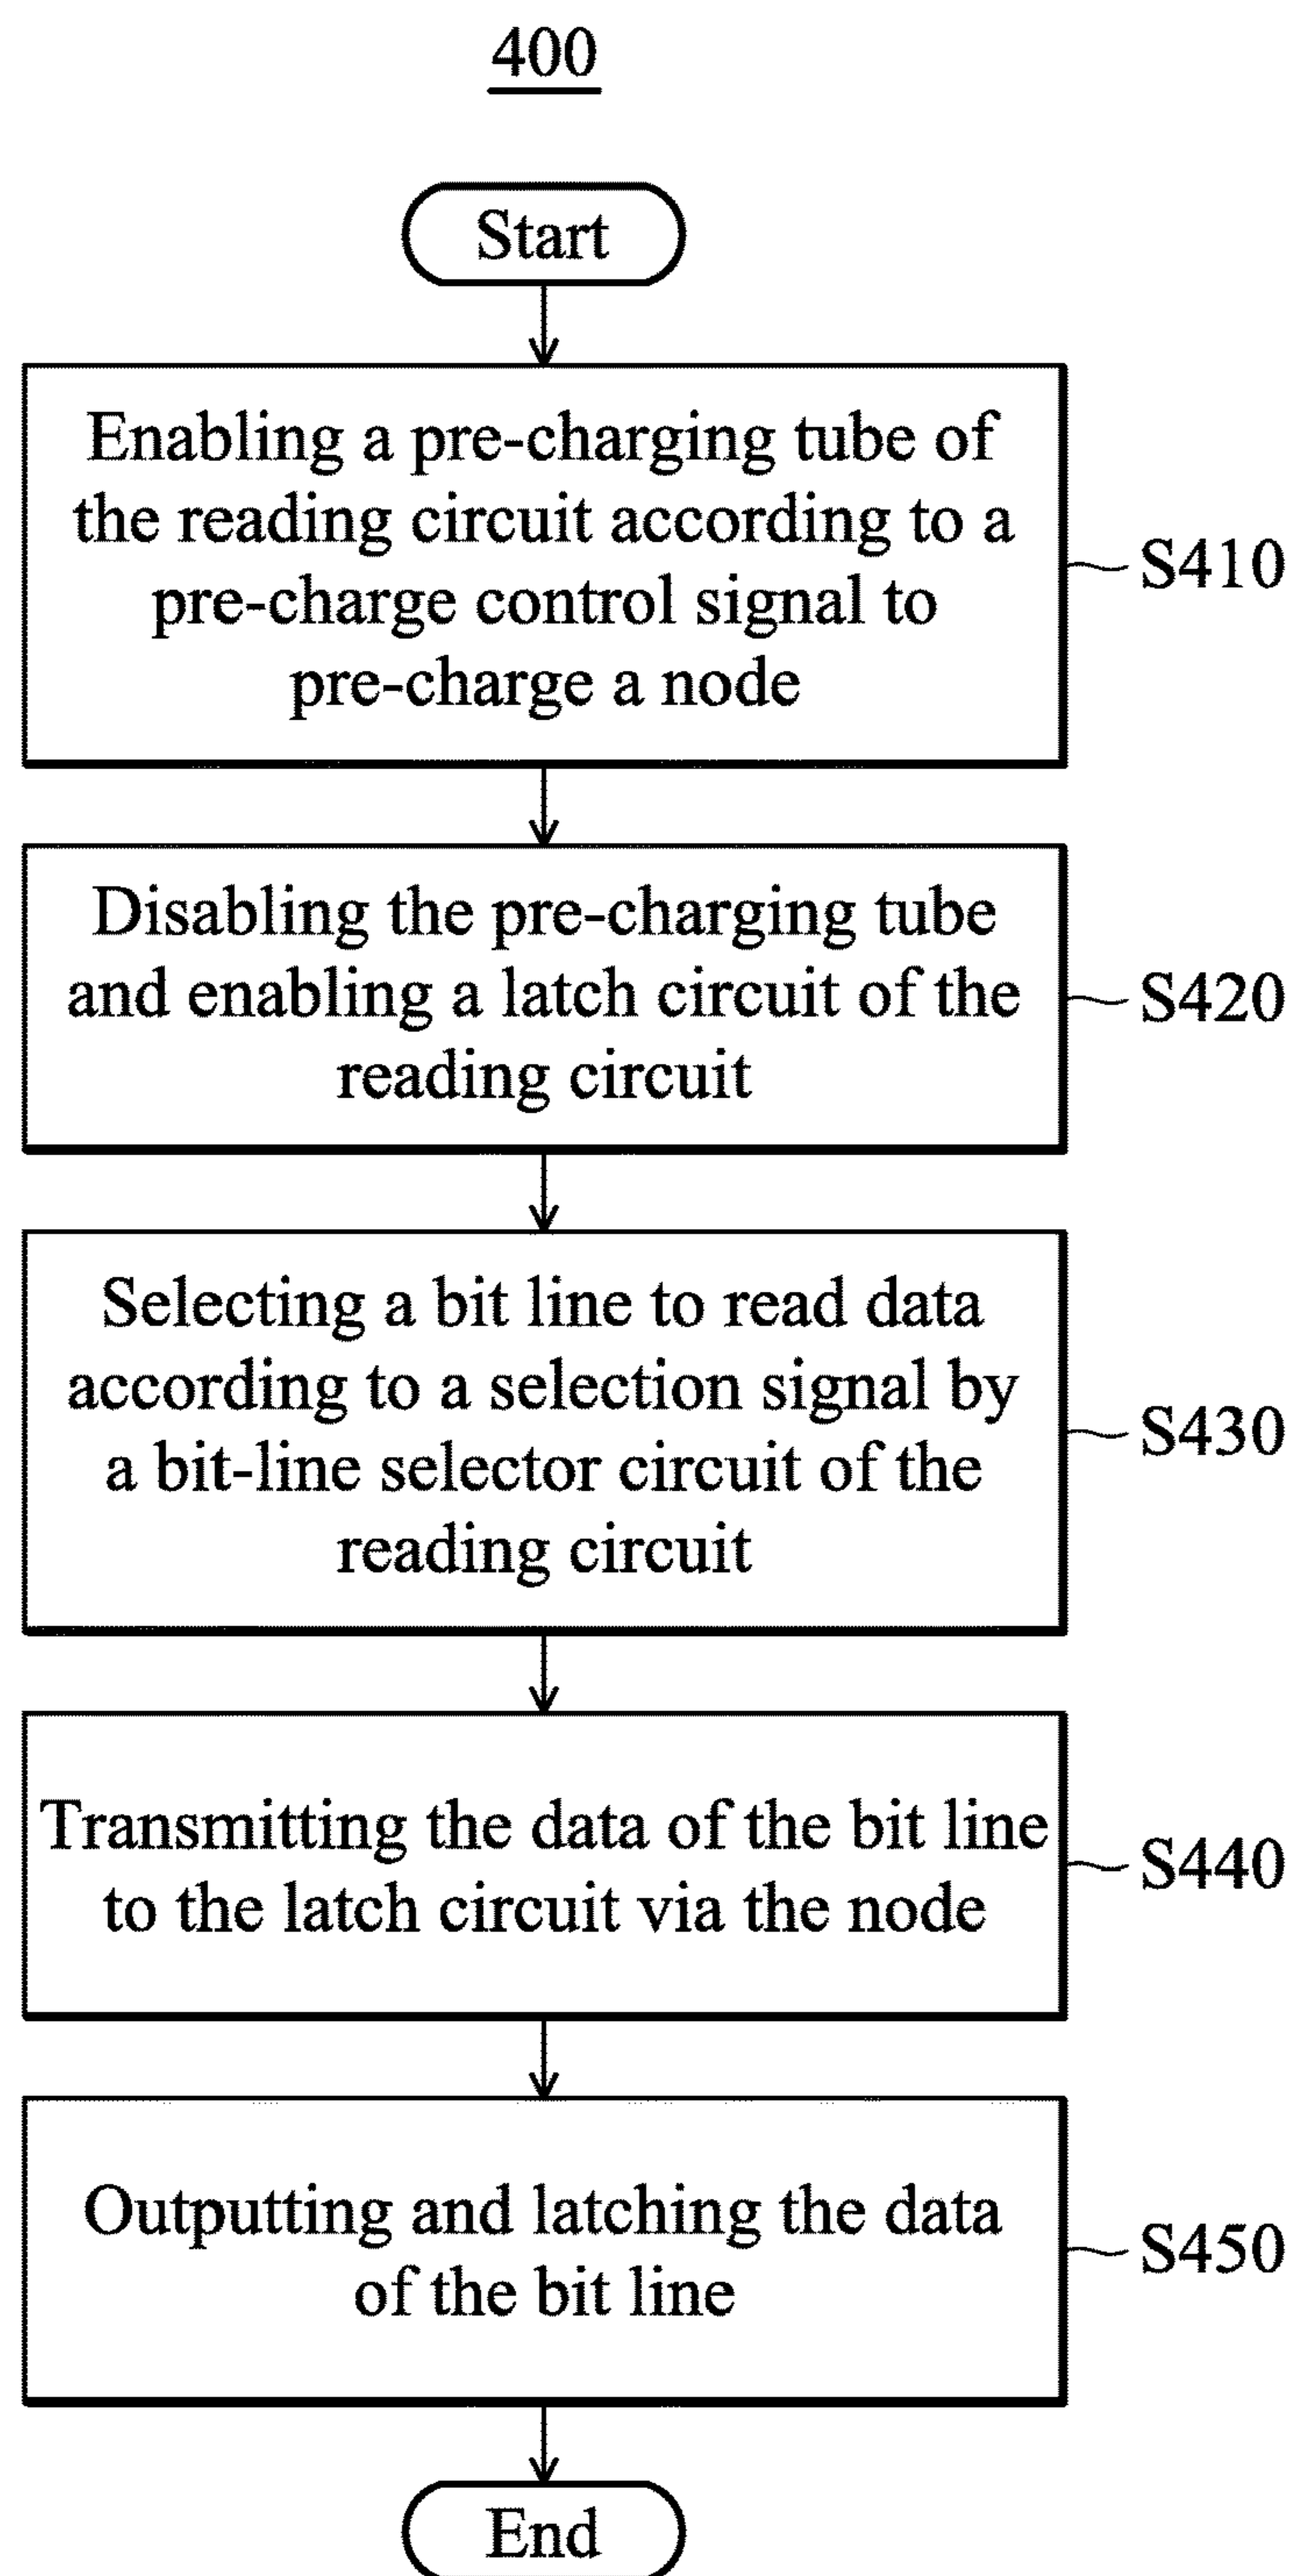 400
Start
Enabling a pre-charging tube of
the reading circuit according to a
pre-charge control signal to
pre-charge a node
S410
Disabling the pre-charging tube
and enabling a latch circuit of the
reading circuit
S420
Selecting a bit line to read data
according to a selection signal by
a bit-line selector circuit of the
reading circuit
S430
Transmitting the data of the bit line
to the latch circuit via the node
S440
Outputting and latching the data
of the bit line
S450
End